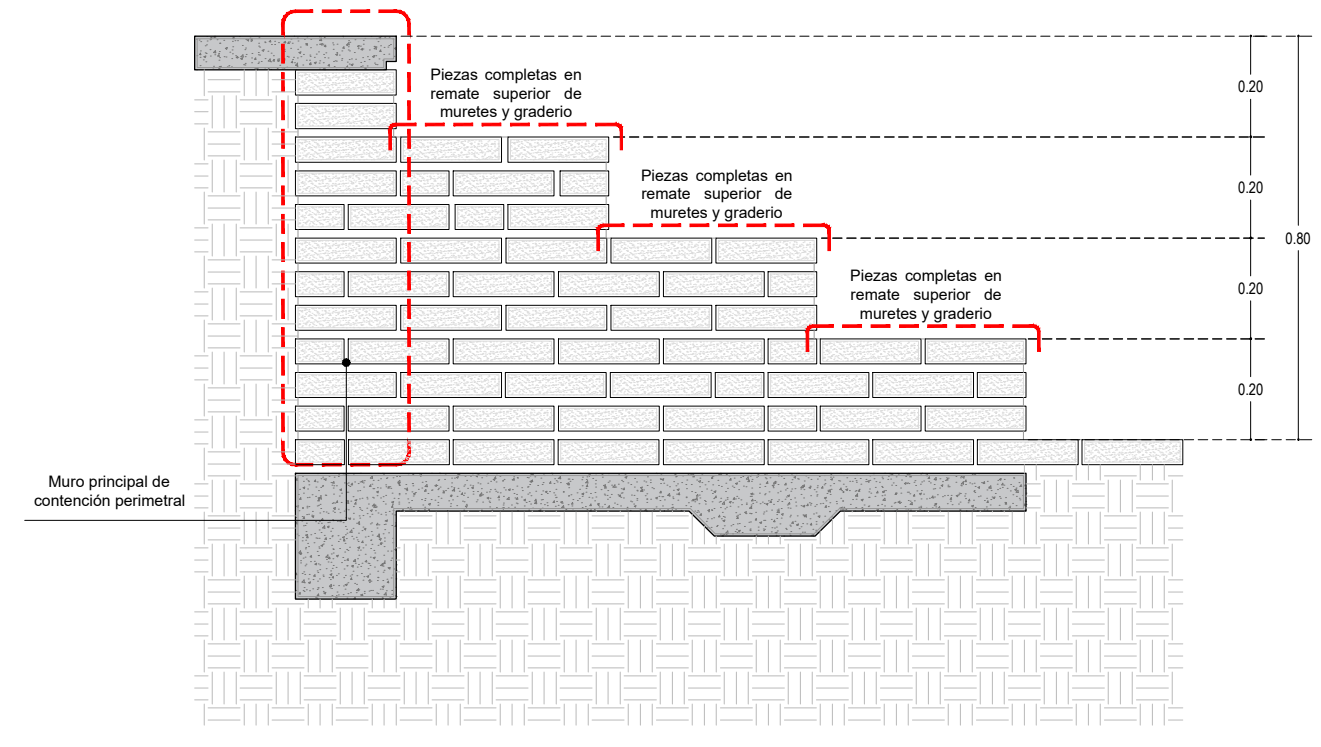 Piezas completas en
remate superior de
muretes y graderio
0.20
Piezas completas en
remate superior de
muretes y graderio
0.20
0.80
Piezas completas en
remate superior de
muretes y graderio
0.20
0.20
Muro principal de
contención perimetral